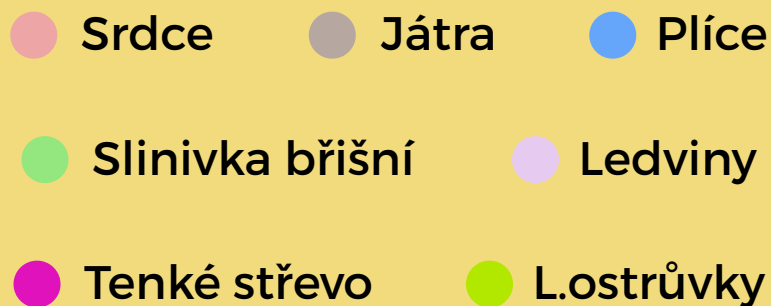 Srdce Játra Plíce
Slinivka břišní Ledviny
Tenké střevo L.ostrůvky